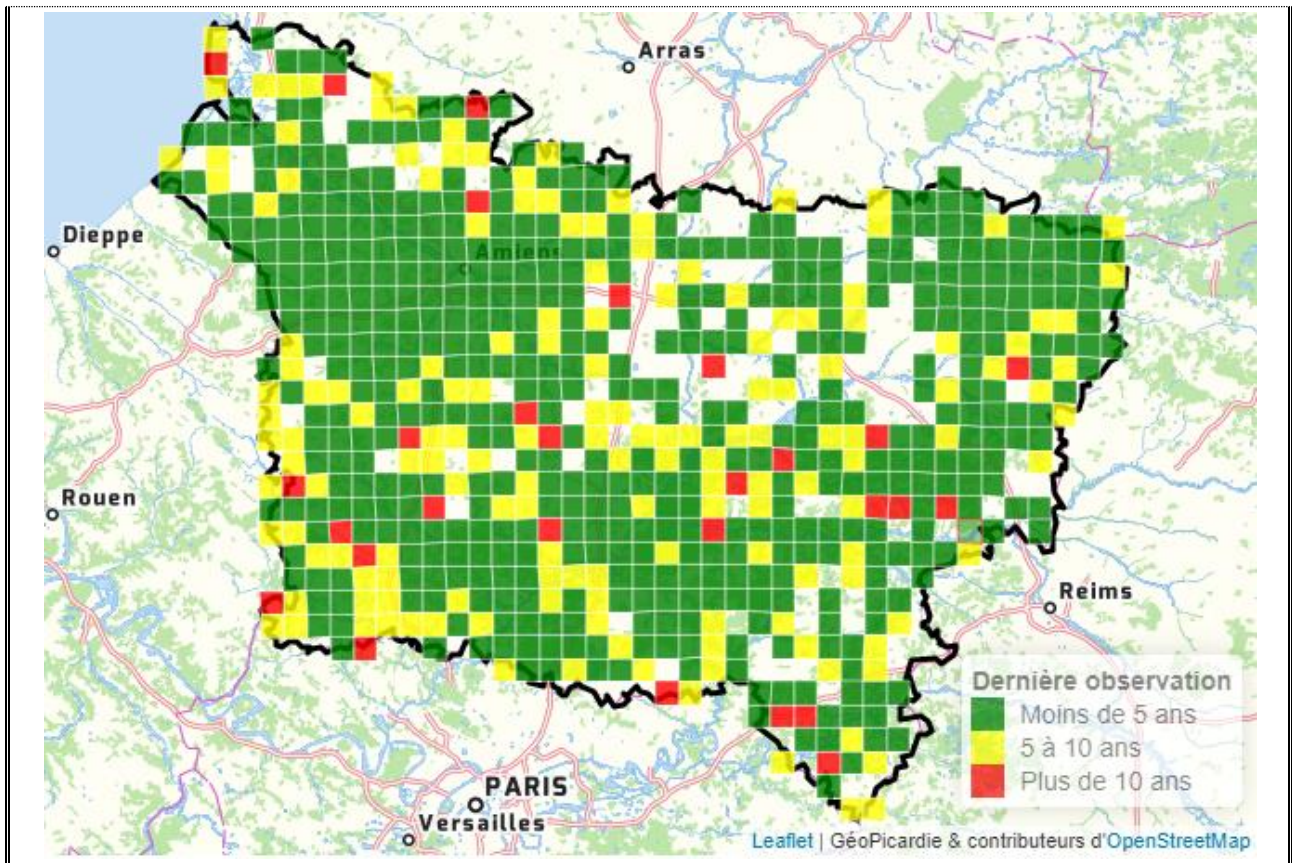 Arras
Dieppe
Amiens
Rouen
Reims
Dernière observation
Moins de 5 ans
5 à 10 ans
Plus de 10 ans
PARIS
Versailles
Leaflet | GéoPicardie & contributeurs d'OpenStreetMap